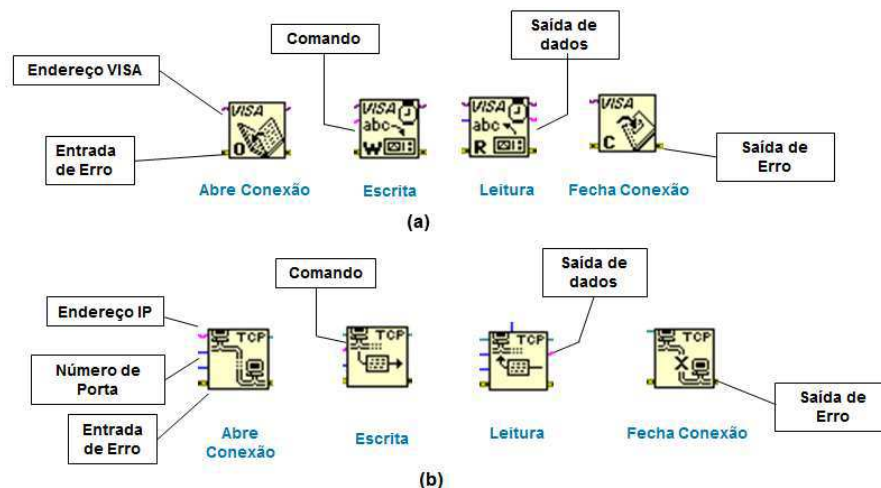 Comando
Saída de
dados
Endereço VISA
VISA
O
VISA
abc
W
VISA
abc
R
VISA
C
Entrada
de Erro
Saída de
Erro
Abre Conexão
Escrita
Leitura
Fecha Conexão
(a)
Comando
Saída de
dados
Endereço IP
TCP
TCP
TCP
TCP
Número de
Porta
Entrada
de Erro
Saída de
Erro
Abre
Conexão
Escrita
Leitura
Fecha Conexão
(b)